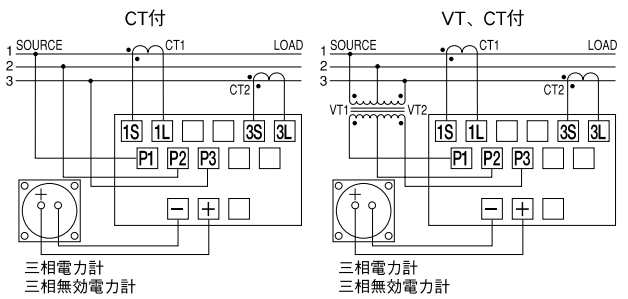 CT付
1 SOURCE CT1 LOAD
2
3
CT2
1S 1L 3S 3L
P1 P2 P3
+
− +
三相電力計
三相無効電力計
VT、CT付
1 SOURCE CT1 LOAD
2
3
CT2
VT1 VT2
1S 1L 3S 3L
P1 P2 P3
+
− +
三相電力計
三相無効電力計